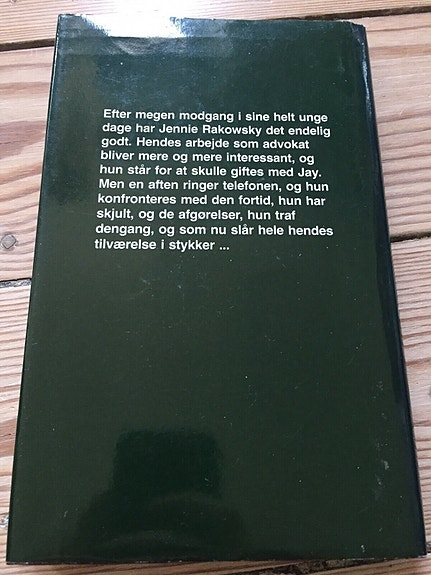 Efter megen modgang i sine helt unge
dage har Jennie Rakowsky det endelig
godt. Hendes arbejde som advokat
bliver mere og mere interessant, og
hun står for at skulle giftes med Jay.
Men en aften ringer telefonen, og hun
konfronteres med den fortid, hun har
skjult, og de afgørelser, hun traf
dengang, og som nu slår hele hendes
tilværelse i stykker ...